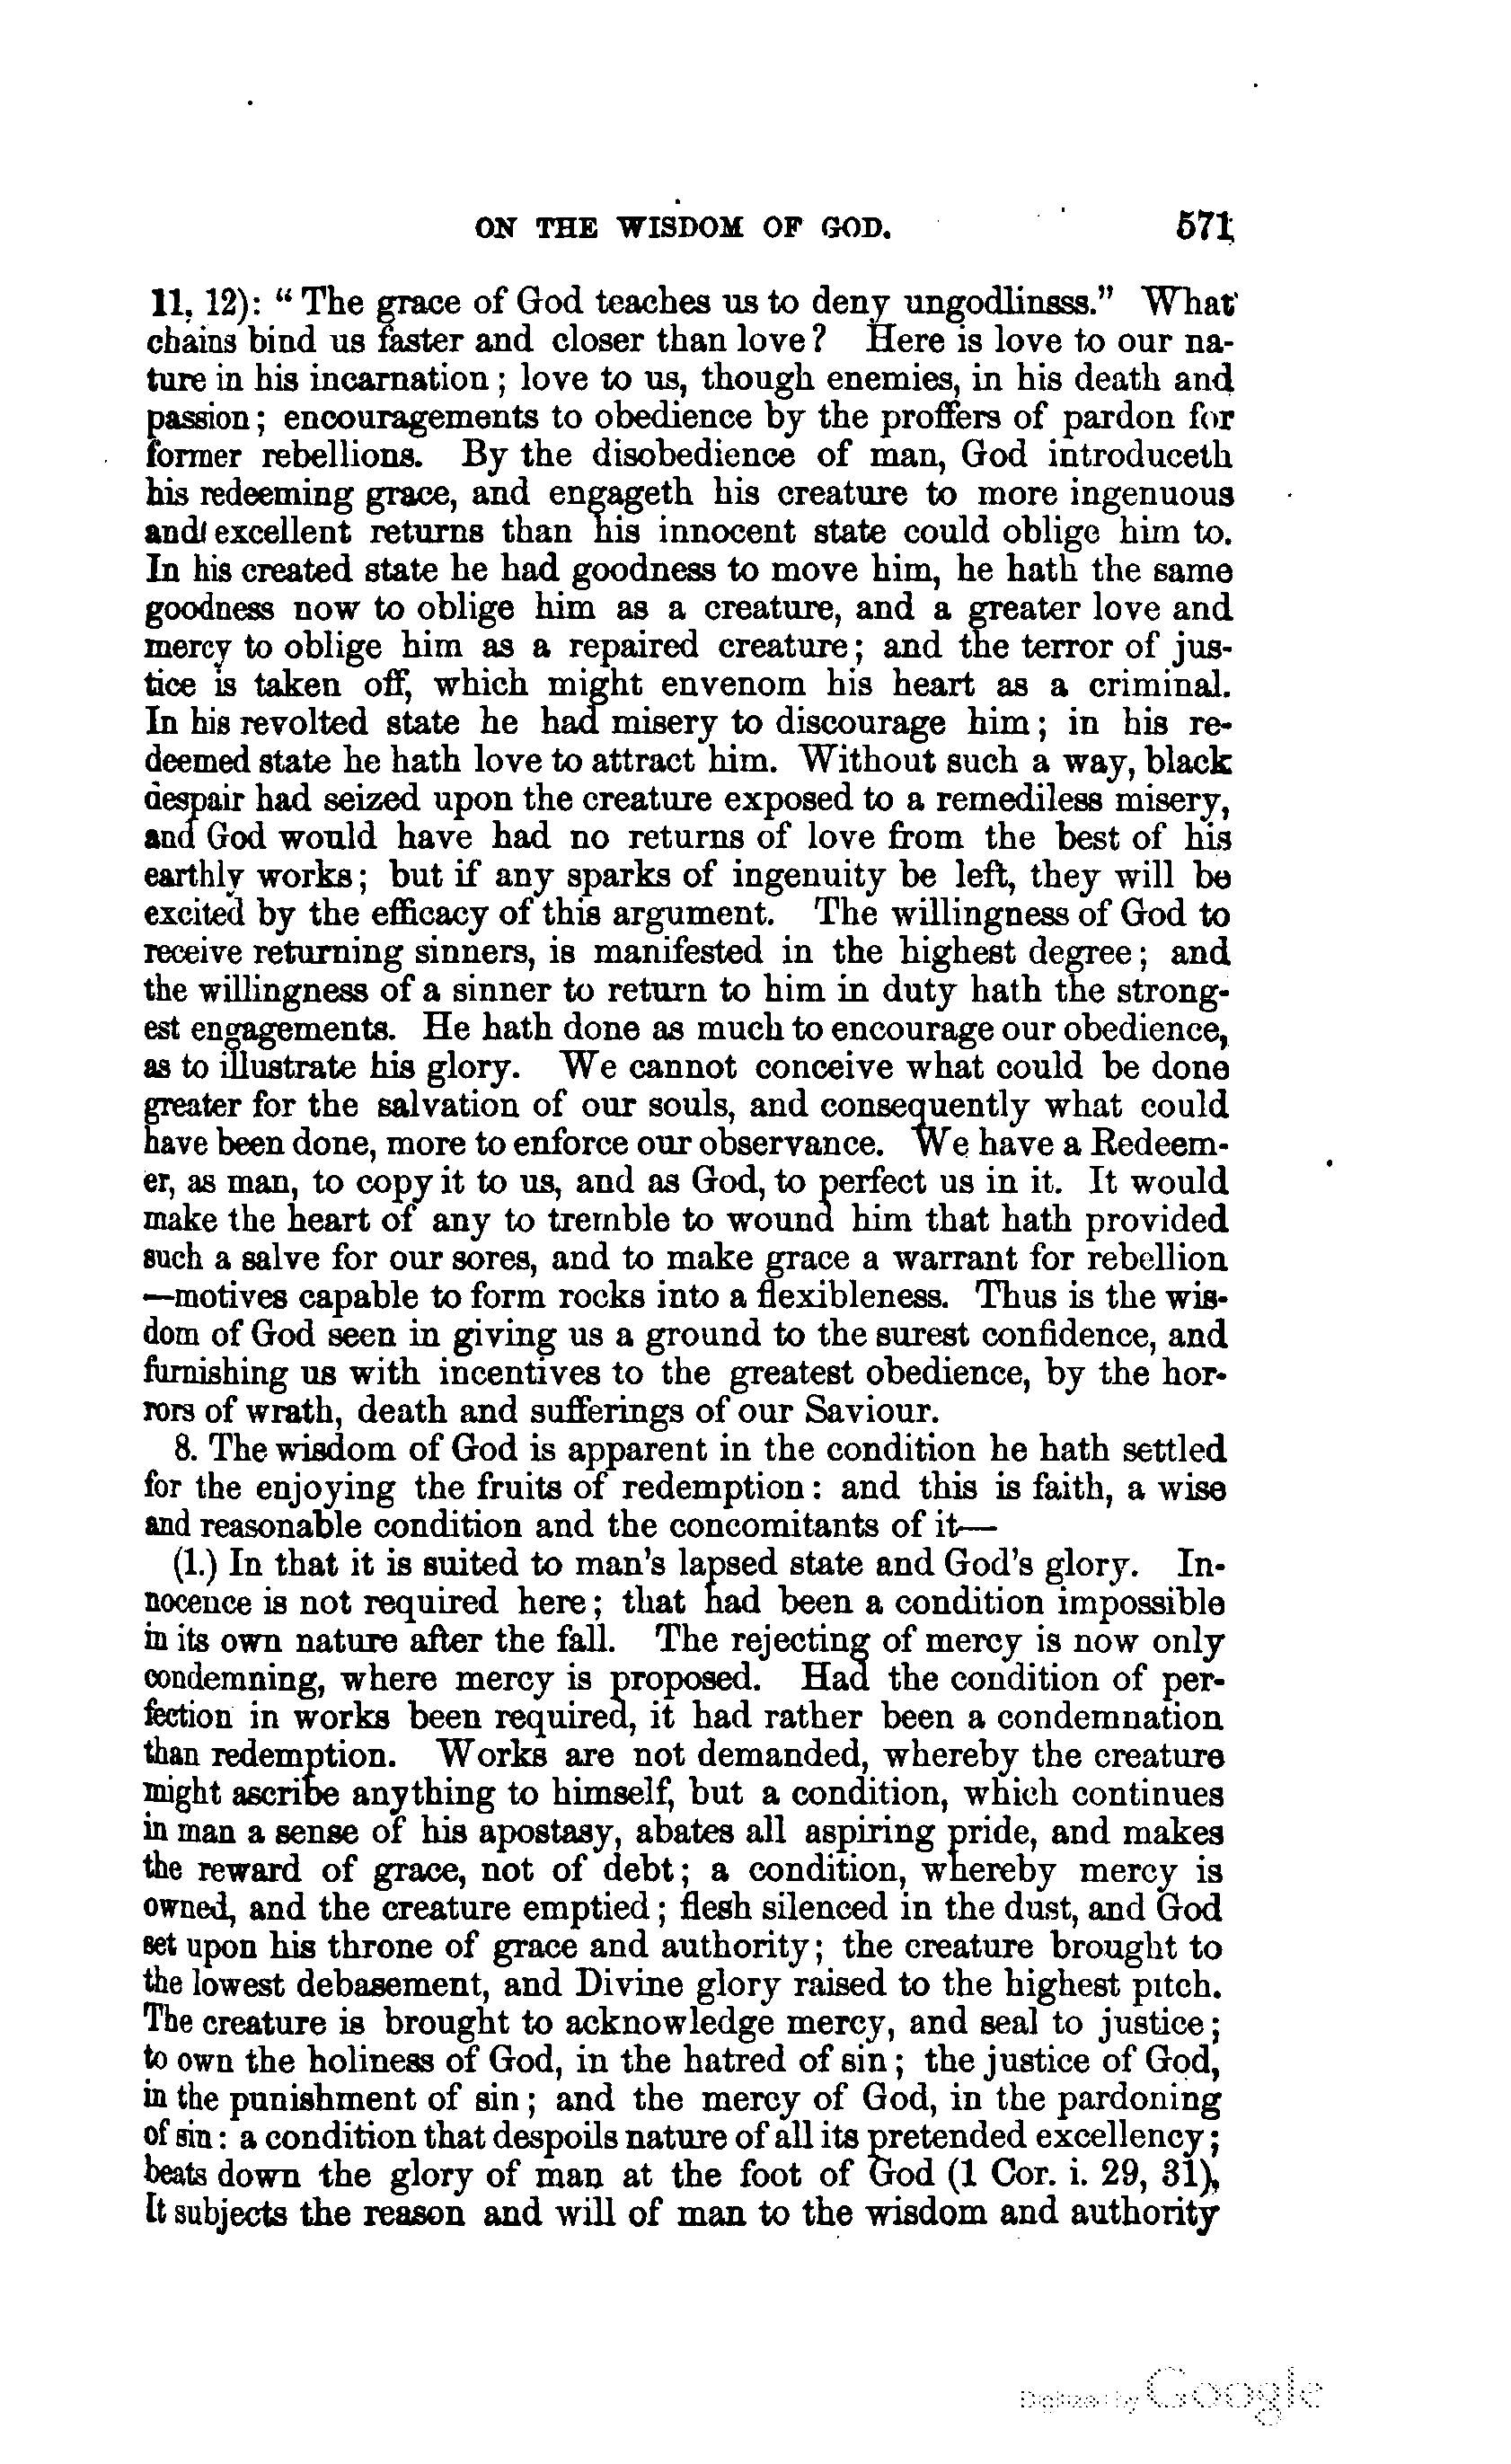 ON THE WISDOM OF GOD. 571
11, 12): “ The grace of God teaches us to deny ungodlinsss.” What
chains bind us faster and closer than love? Here is love to our na-
ture in his incarnation; love to us, though enemies, in his death and
passion; encouragements to obedience by the proffers of pardon for
former rebellions. By the disobedience of man, God introduceth
his redeeming grace, and engageth his creature to more ingenuous
and excellent returns than his innocent state could oblige him to.
In his created state he had goodness to move him, he hath the same
goodness now to oblige him as a creature, and a greater love and
mercy to oblige him as a repaired creature; and the terror of jus-
tice is taken off, which might envenom his heart as a criminal.
In his revolted state he had misery to discourage him; in his re-
deemed state he hath love to attract him. Without such a way, black
despair had seized upon the creature exposed to a remediless misery,
and God would have had no returns of love from the best of his
earthly works; but if any sparks of ingenuity be left, they will be
excited by the efficacy of this argument. The willingness of God to
receive returning sinners, is manifested in the highest degree; and
the willingness of a sinner to return to him in duty hath the strong-
est engagements. He hath done as much to encourage our obedience,
as to illustrate his glory. We cannot conceive what could be done
greater for the salvation of our souls, and consequently what could
have been done, more to enforce our observance. We have a Redeem-
er, as man, to copy it to us, and as God, to perfect us in it. It would
make the heart of any to tremble to wound him that hath provided
such a salve for our sores, and to make grace a warrant for rebellion
—motives capable to form rocks into a flexibleness. Thus is the wis-
dom of God seen in giving us a ground to the surest confidence, and
furnishing us with incentives to the greatest obedience, by the hor-
rors of wrath, death and sufferings of our Saviour.
8. The wisdom of God is apparent in the condition he hath settled
for the enjoying the fruits of redemption: and this is faith, a wise
and reasonable condition and the concomitants of it—
(1.) In that it is suited to man's lapsed state and God's glory. In-
nocence is not required here; that had been a condition impossible
in its own nature after the fall. The rejecting of mercy is now only
condemning, where mercy is proposed. Had the condition of per-
fection in works been required, it had rather been a condemnation
than redemption. Works are not demanded, whereby the creature
might ascribe anything to himself, but a condition, which continues
in man a sense of his apostasy, abates all aspiring pride, and makes
the reward of grace, not of debt; a condition, whereby mercy is
owned, and the creature emptied; flesh silenced in the dust, and God
set upon his throne of grace and authority; the creature brought to
the lowest debasement, and Divine glory raised to the highest pitch.
The creature is brought to acknowledge mercy, and seal to justice;
to own the holiness of God, in the hatred of sin; the justice of God,
in the punishment of sin; and the mercy of God, in the pardoning
of sin: a condition that despoils nature of all its pretended excellency;
beats down the glory of man at the foot of God (1 Cor. i. 29, 31),
It subjects the reason and will of man to the wisdom and authority
Digitized by Google